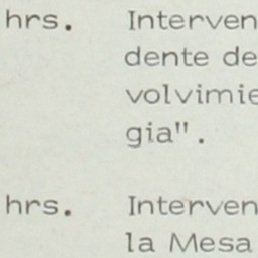 hrs. Interven
dente de
volvimie
gia".
hrs. Interven
la Mesa